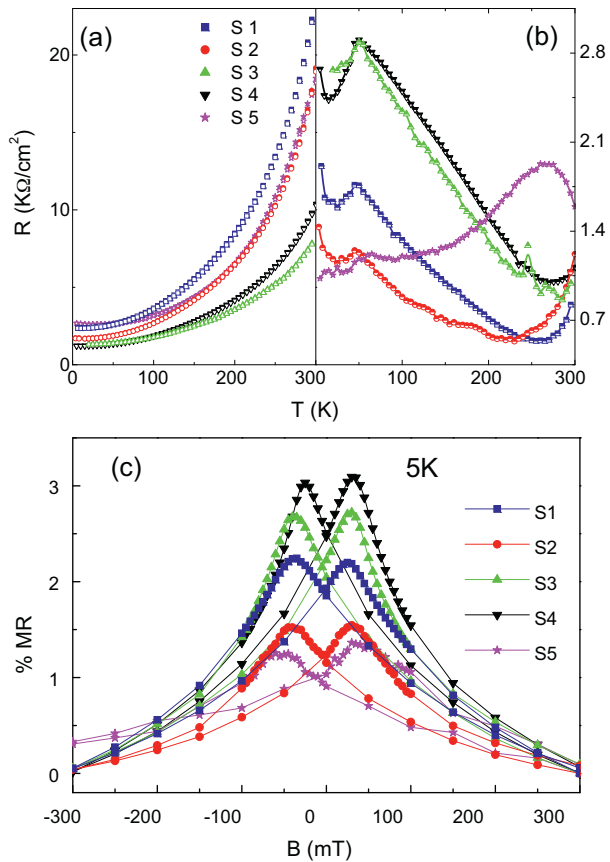 (a)
(b)
S 1
S 2
S 3
S 4
S 5
R (KΩ/cm²)
20
10
0
2.8
2.1
1.4
0.7
0 100 200 300 100 200 300
T (K)
(c)
5K
S1
S2
S3
S4
S5
% MR
3
2
1
0
-300 -200 -100 0 100 200 300
B (mT)